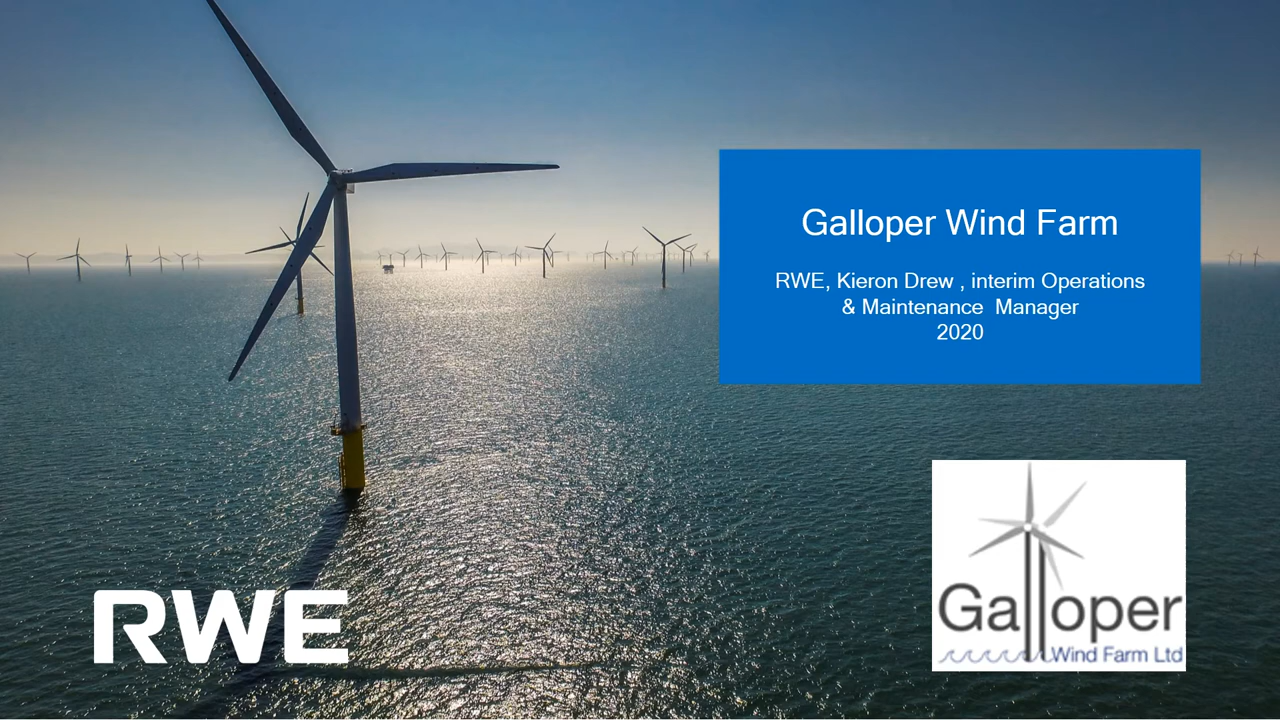 Galloper Wind Farm
RWE, Kieron Drew , interim Operations
& Maintenance  Manager
2020
RWE
Galloper
Wind Farm Ltd